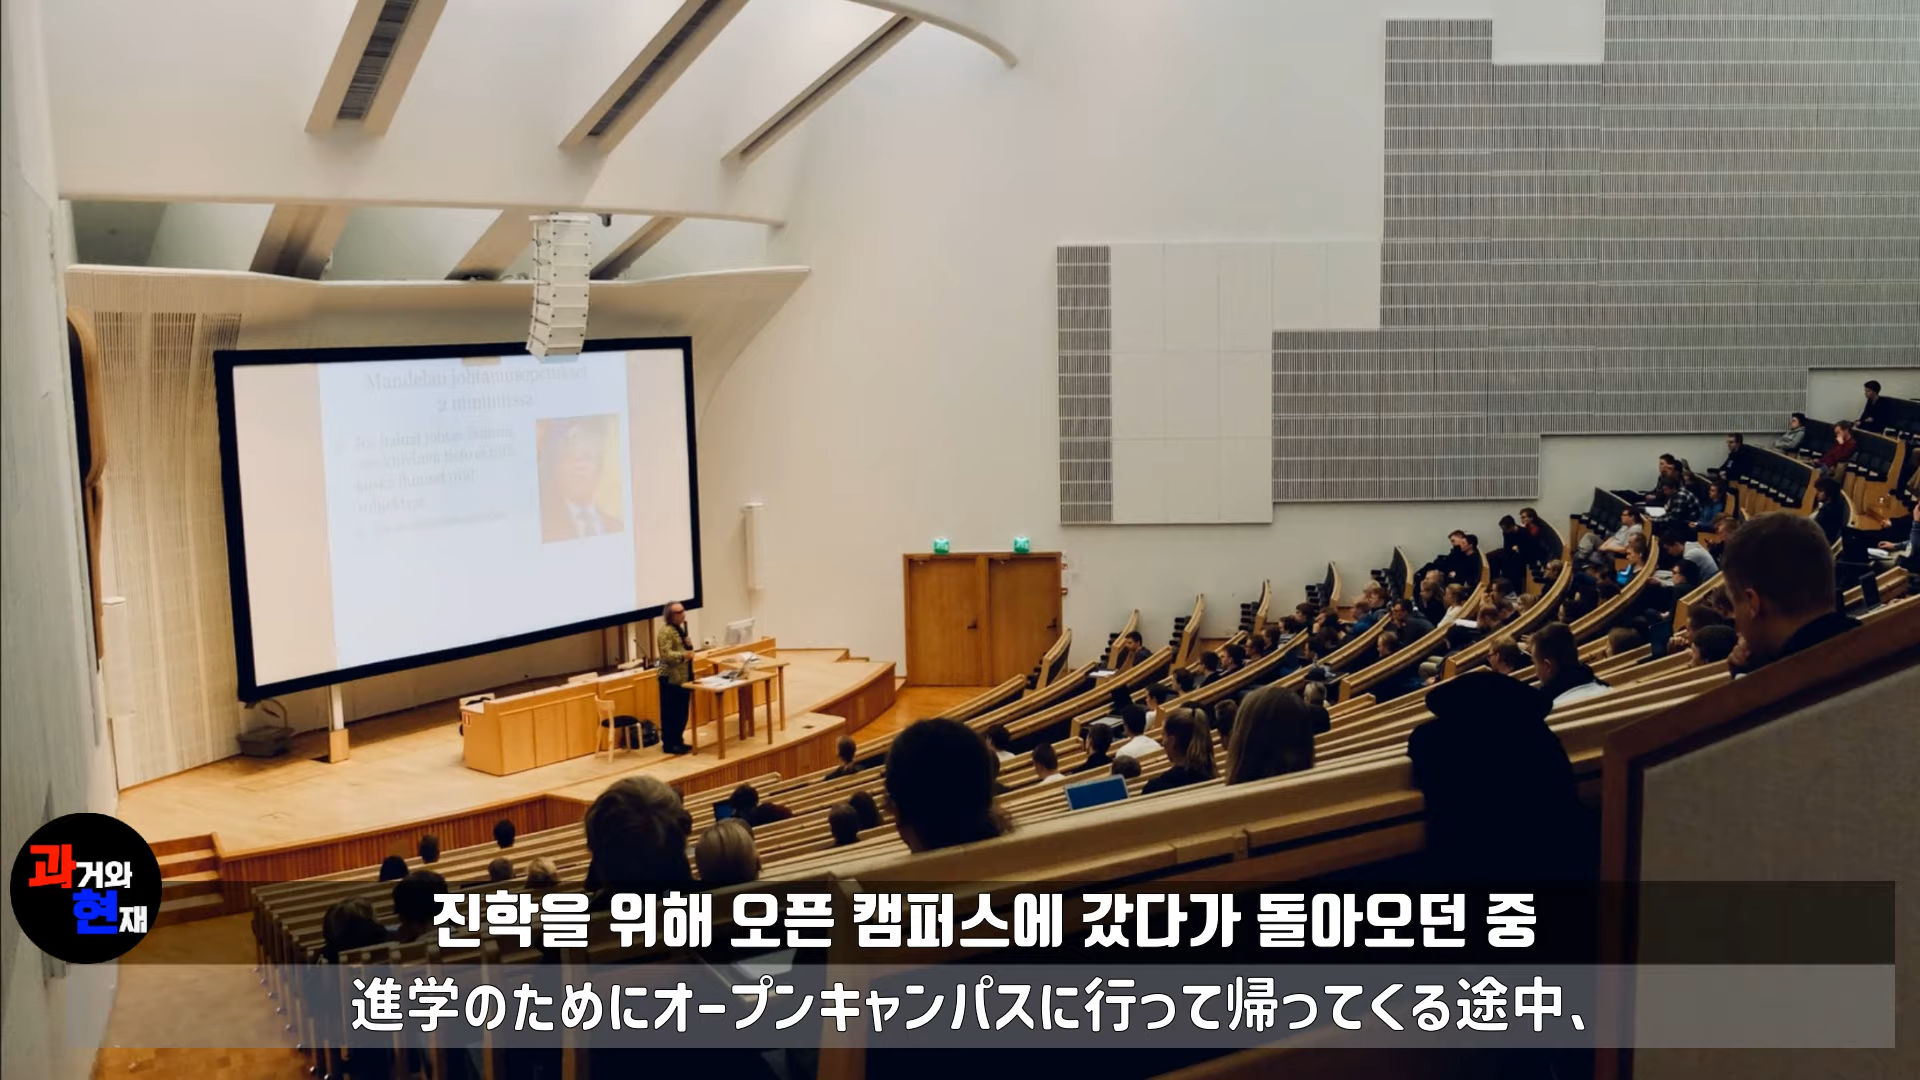 Mandelan johtamisopetukset
2 minuutissa
과거와
현재
진학을 위해 오픈 캠퍼스에 갔다가 돌아오던 중
進学のためにオープンキャンパスに行って帰ってくる途中、